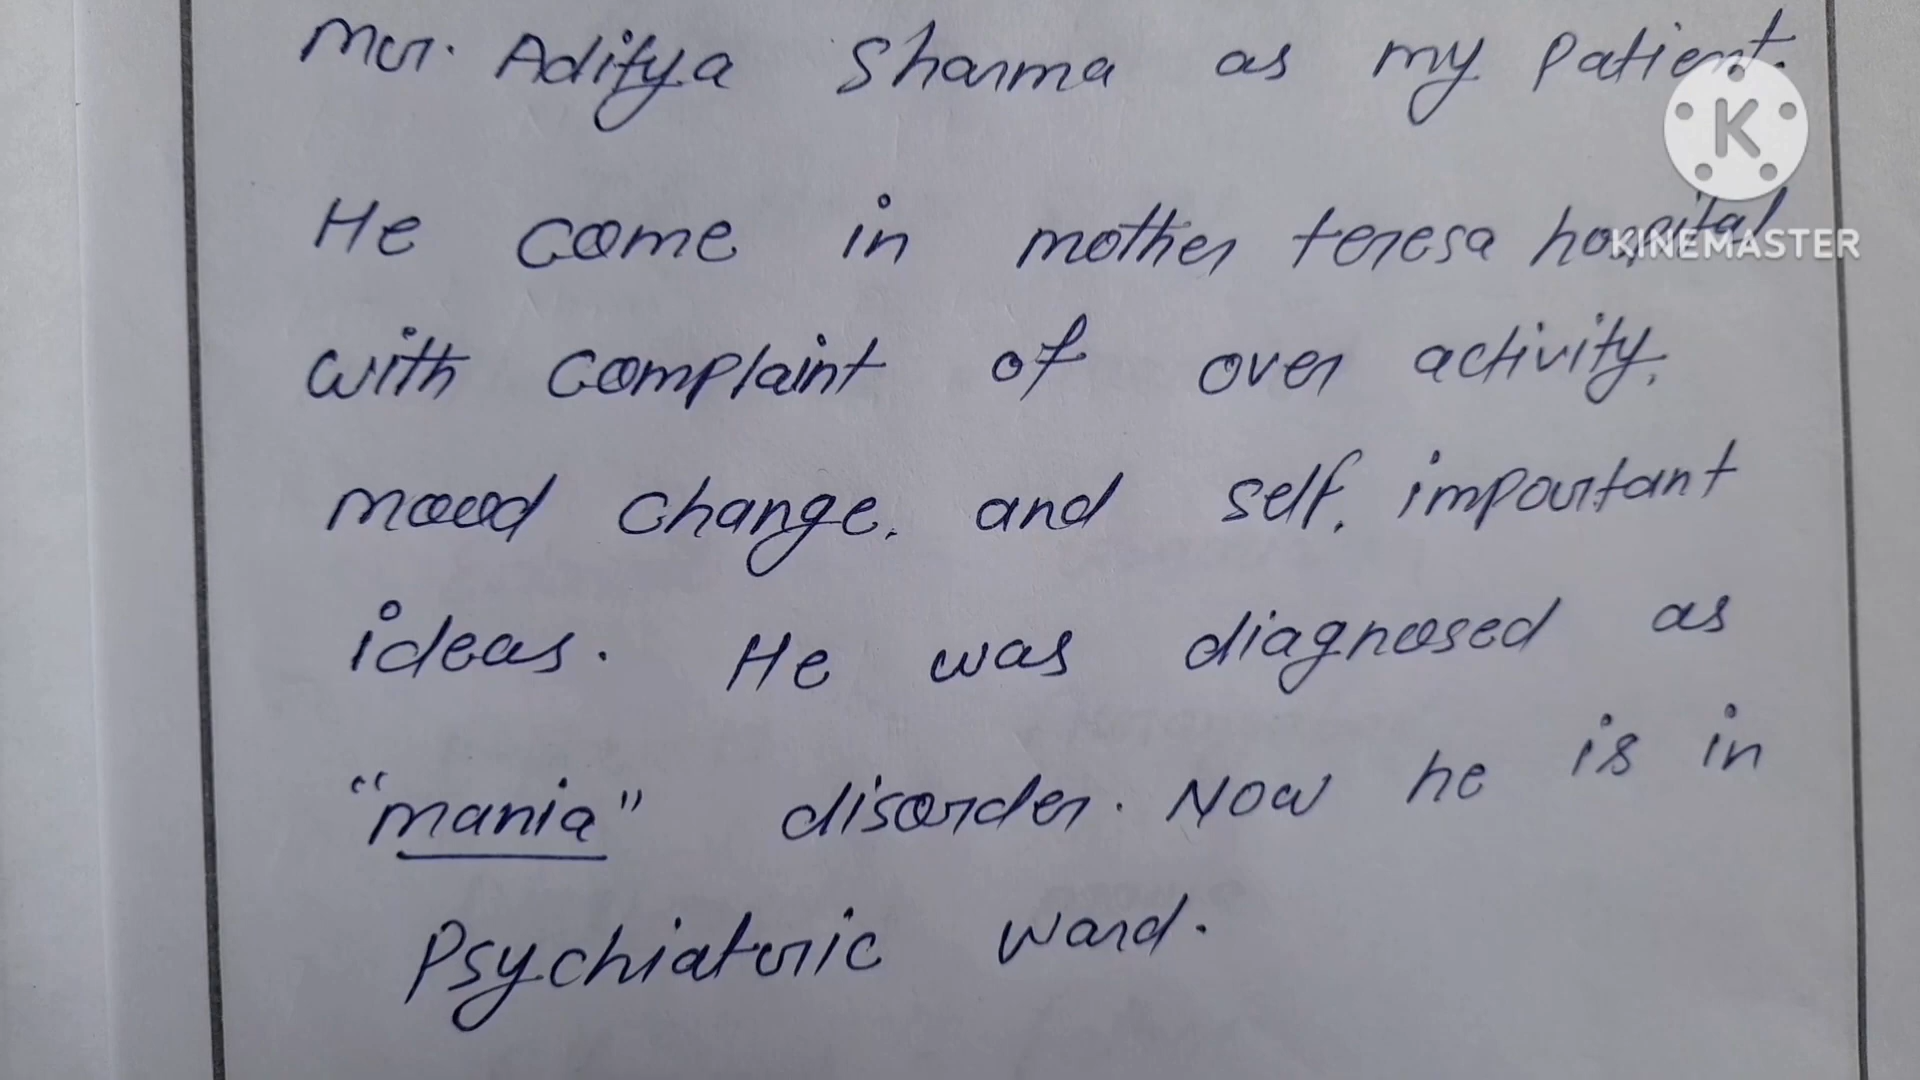 Mr. Aditya Sharma as my patient.
He come in mother teresa hospital
with complaint of over activity,
mood change, and self, important
ideas. He was diagnosed as
"mania" disorder. Now he is in
Psychiatric ward.
K
KINEMASTER